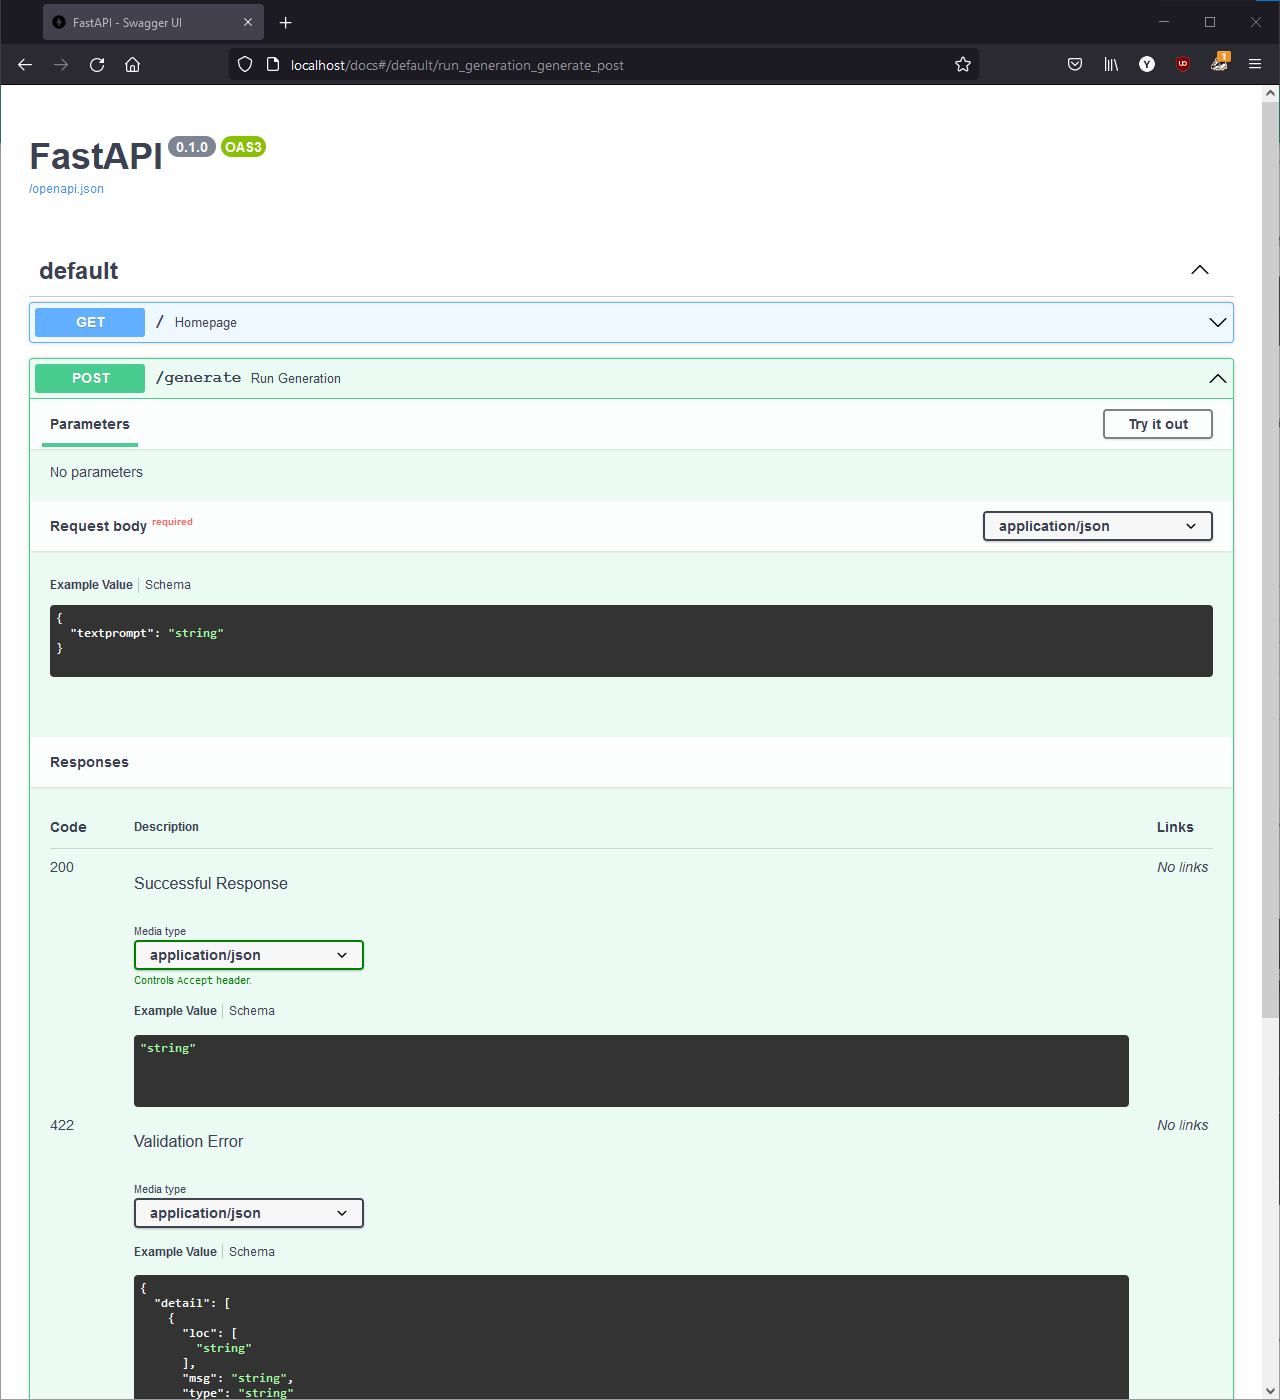 FastAPI - Swagger UI
localhost/docs#/default/run_generation_generate_post
Y
UD
1
FastAPI 0.1.0 OAS3
/openapi.json
default
GET / Homepage
POST /generate Run Generation
Parameters Try it out
No parameters
Request body required application/json
Example Value Schema
{
"textprompt": "string"
}
Responses
Code Description Links
200 No links
Successful Response
Media type
application/json
Controls Accept header.
Example Value Schema
"string"
422 No links
Validation Error
Media type
application/json
Example Value Schema
{
"detail": [
{
"loc": [
"string"
],
"msg": "string",
"type": "string"